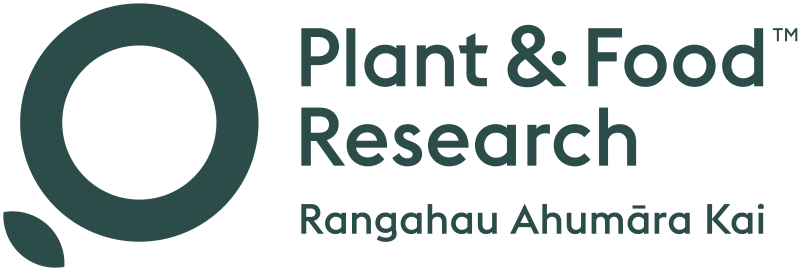 Plant & Food™
Research
Rangahau Ahumāra Kai